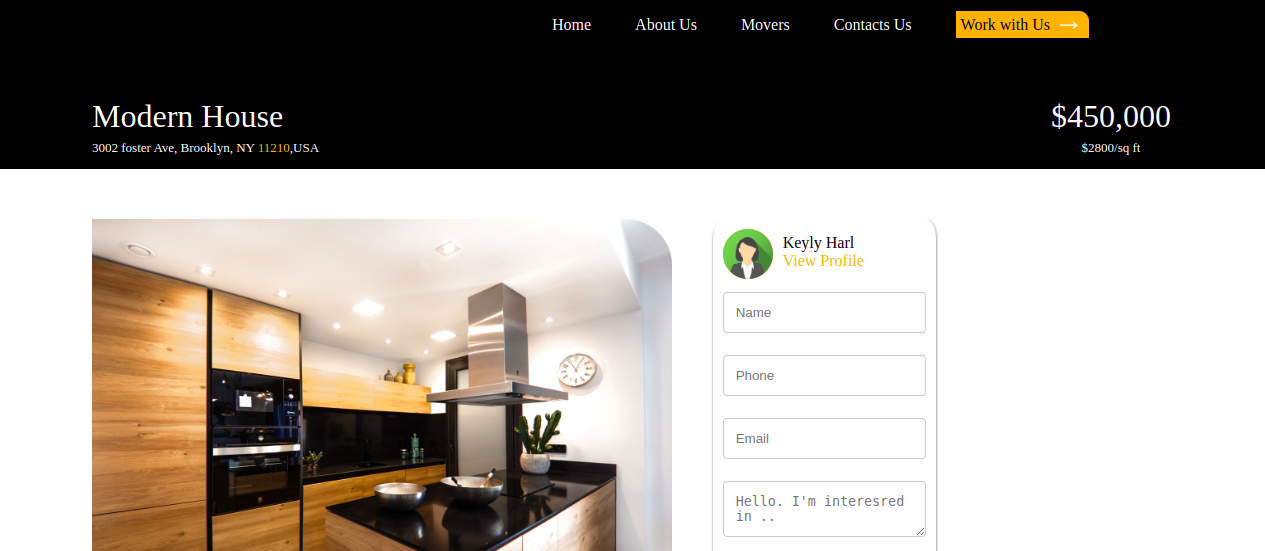 Home About Us Movers Contacts Us Work with Us →
Modern House
$450,000
3002 foster Ave, Brooklyn, NY 11210,USA
$2800/sq ft
Keyly Harl
View Profile
Name
Phone
Email
Hello. I'm interesred
in ..